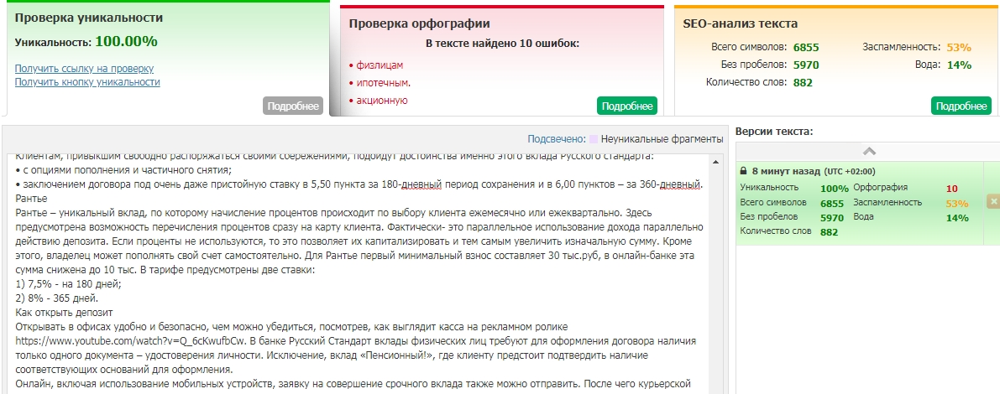 Проверка уникальности
Уникальность: 100.00%
Получить ссылку на проверку
Получить кнопку уникальности
Подробнее
Проверка орфографии
В тексте найдено 10 ошибок:
• физлицам
• ипотечным.
• акционную
Подробнее
SEO-анализ текста
Всего символов: 6855
Без пробелов: 5970
Количество слов: 882
Заспамленность: 53%
Вода: 14%
Подробнее
Подсвечено: Неуникальные фрагменты
Клиентам, привыкшим свободно распоряжаться своими сбережениями, подойдут достоинства именно этого вклада Русского стандарта:
• с опциями пополнения и частичного снятия;
• заключением договора под очень даже пристойную ставку в 5,50 пункта за 180-дневный период сохранения и в 6,00 пунктов – за 360-дневный.
Рантье
Рантье – уникальный вклад, по которому начисление процентов происходит по выбору клиента ежемесячно или ежеквартально. Здесь
предусмотрена возможность перечисления процентов сразу на карту клиента. Фактически- это параллельное использование дохода параллельно
действию депозита. Если проценты не используются, то это позволяет их капитализировать и тем самым увеличить изначальную сумму. Кроме
этого, владелец может пополнять свой счет самостоятельно. Для Рантье первый минимальный взнос составляет 30 тыс.руб, в онлайн-банке эта
сумма снижена до 10 тыс. В тарифе предусмотрены две ставки:
1) 7,5% - на 180 дней;
2) 8% - 365 дней.
Как открыть депозит
Открывать в офисах удобно и безопасно, чем можно убедиться, посмотрев, как выглядит касса на рекламном ролике
https://www.youtube.com/watch?v=Q_6cKwufbCw. В банке Русский Стандарт вклады физических лиц требуют для оформления договора наличия
только одного документа – удостоверения личности. Исключение, вклад «Пенсионный!», где клиенту предстоит подтвердить наличие
соответствующих оснований для оформления.
Онлайн, включая использование мобильных устройств, заявку на совершение срочного вклада также можно отправить. После чего курьерской
Версии текста:
8 минут назад (UTC +02:00)
Уникальность 100% Орфография 10
Всего символов 6855 Заспамленность 53%
Без пробелов 5970 Вода 14%
Количество слов 882